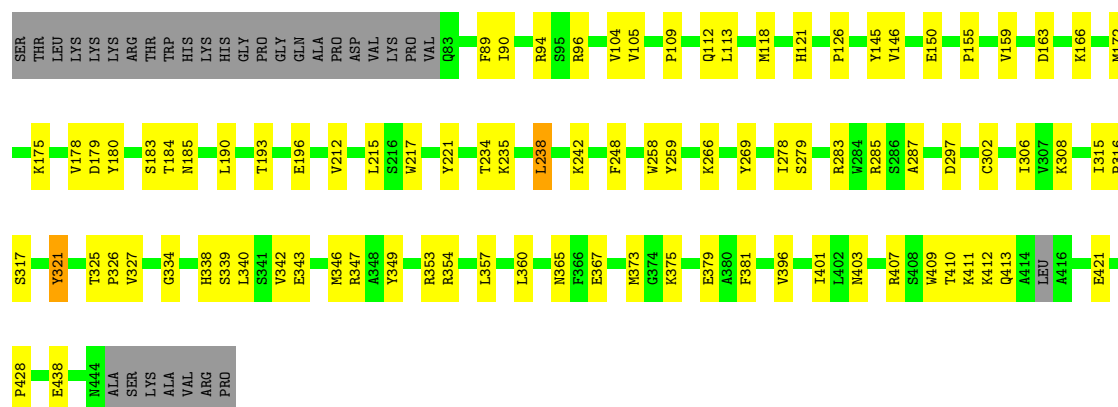 SER THR LEU LYS LYS LYS ARG THR TRP HIS LYS HIS GLY PRO GLY GLN ALA PRO ASP VAL LYS PRO VAL Q83 F89 I90 R94 S95 R96 V104 V105 P109 Q112 L113 M118 H121 P126 Y145 V146 E150 P155 V159 D163 K166 M172
K175 V178 D179 Y180 S183 T184 N185 L190 T193 E196 V212 L215 S216 W217 Y221 T234 K235 L238 K242 F248 W258 Y259 K266 Y269 I278 S279 R283 W284 R285 S286 A287 D297 C302 I306 V307 K308 I315 R316
S317 Y321 T325 P326 V327 G334 H338 S339 L340 S341 V342 E343 M346 R347 A348 Y349 R353 R354 L357 L360 N365 F366 E367 M373 G374 K375 E379 A380 F381 V396 I401 L402 N403 R407 S408 W409 T410 K411 K412 Q413 A414 LEU A416 E421
P428 E438 N444 ALA SER LYS ALA VAL ARG PRO